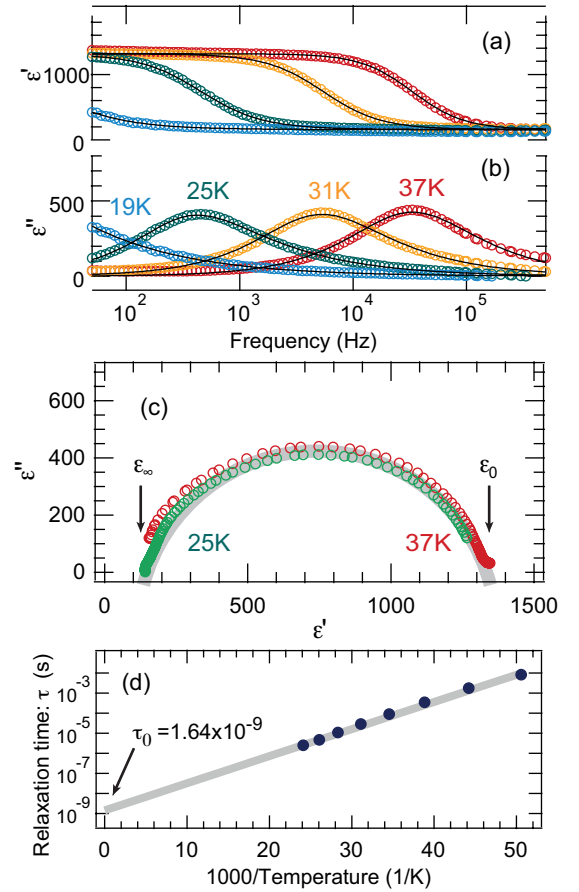 (a)
ε'
1000
0
(b)
19K
25K
31K
37K
ε''
500
0
10²
10³
10⁴
10⁵
Frequency (Hz)
(c)
ε''
600
400
200
0
ε∞
ε₀
25K
37K
0
500
1000
1500
ε'
(d)
Relaxation time: τ (s)
10⁻³
10⁻⁵
10⁻⁷
10⁻⁹
τ₀ =1.64x10⁻⁹
0
10
20
30
40
50
1000/Temperature (1/K)